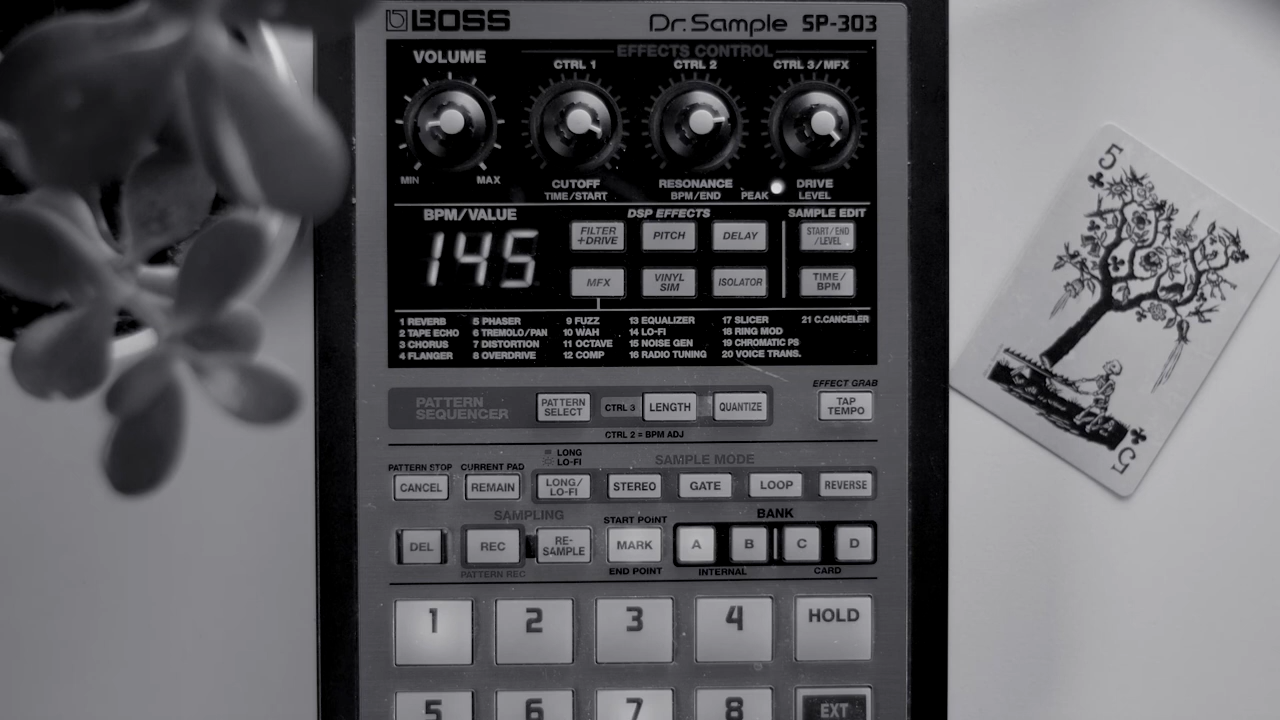 BOSS Dr. Sample SP-303
EFFECTS CONTROL
VOLUME CTRL 1 CTRL 2 CTRL 3/MFX
MIN MAX CUTOFF RESONANCE DRIVE
TIME/START BPM/END PEAK LEVEL
BPM/VALUE DSP EFFECTS SAMPLE EDIT
145
FILTER
+DRIVE
PITCH
DELAY
START/END
/LEVEL
MFX
VINYL
SIM
ISOLATOR
TIME/
BPM
1 REVERB 5 PHASER 9 FUZZ 13 EQUALIZER 17 SLICER 21 C.CANCELER
2 TAPE ECHO 6 TREMOLO/PAN 10 WAH 14 LO-FI 18 RING MOD
3 CHORUS 7 DISTORTION 11 OCTAVE 15 NOISE GEN 19 CHROMATIC PS
4 FLANGER 8 OVERDRIVE 12 COMP 16 RADIO TUNING 20 VOICE TRANS.
EFFECT GRAB
PATTERN
SEQUENCER
PATTERN
SELECT
CTRL 3
LENGTH
QUANTIZE
TAP
TEMPO
CTRL 2 = BPM ADJ
LONG
LO-FI
SAMPLE MODE
PATTERN STOP CURRENT PAD
CANCEL
REMAIN
LONG/
LO-FI
STEREO
GATE
LOOP
REVERSE
SAMPLING START POINT BANK
DEL
REC
RE-
SAMPLE
MARK
A B C D
PATTERN REC END POINT INTERNAL CARD
1 2 3 4 HOLD
5 6 7 8 EXT
5
5